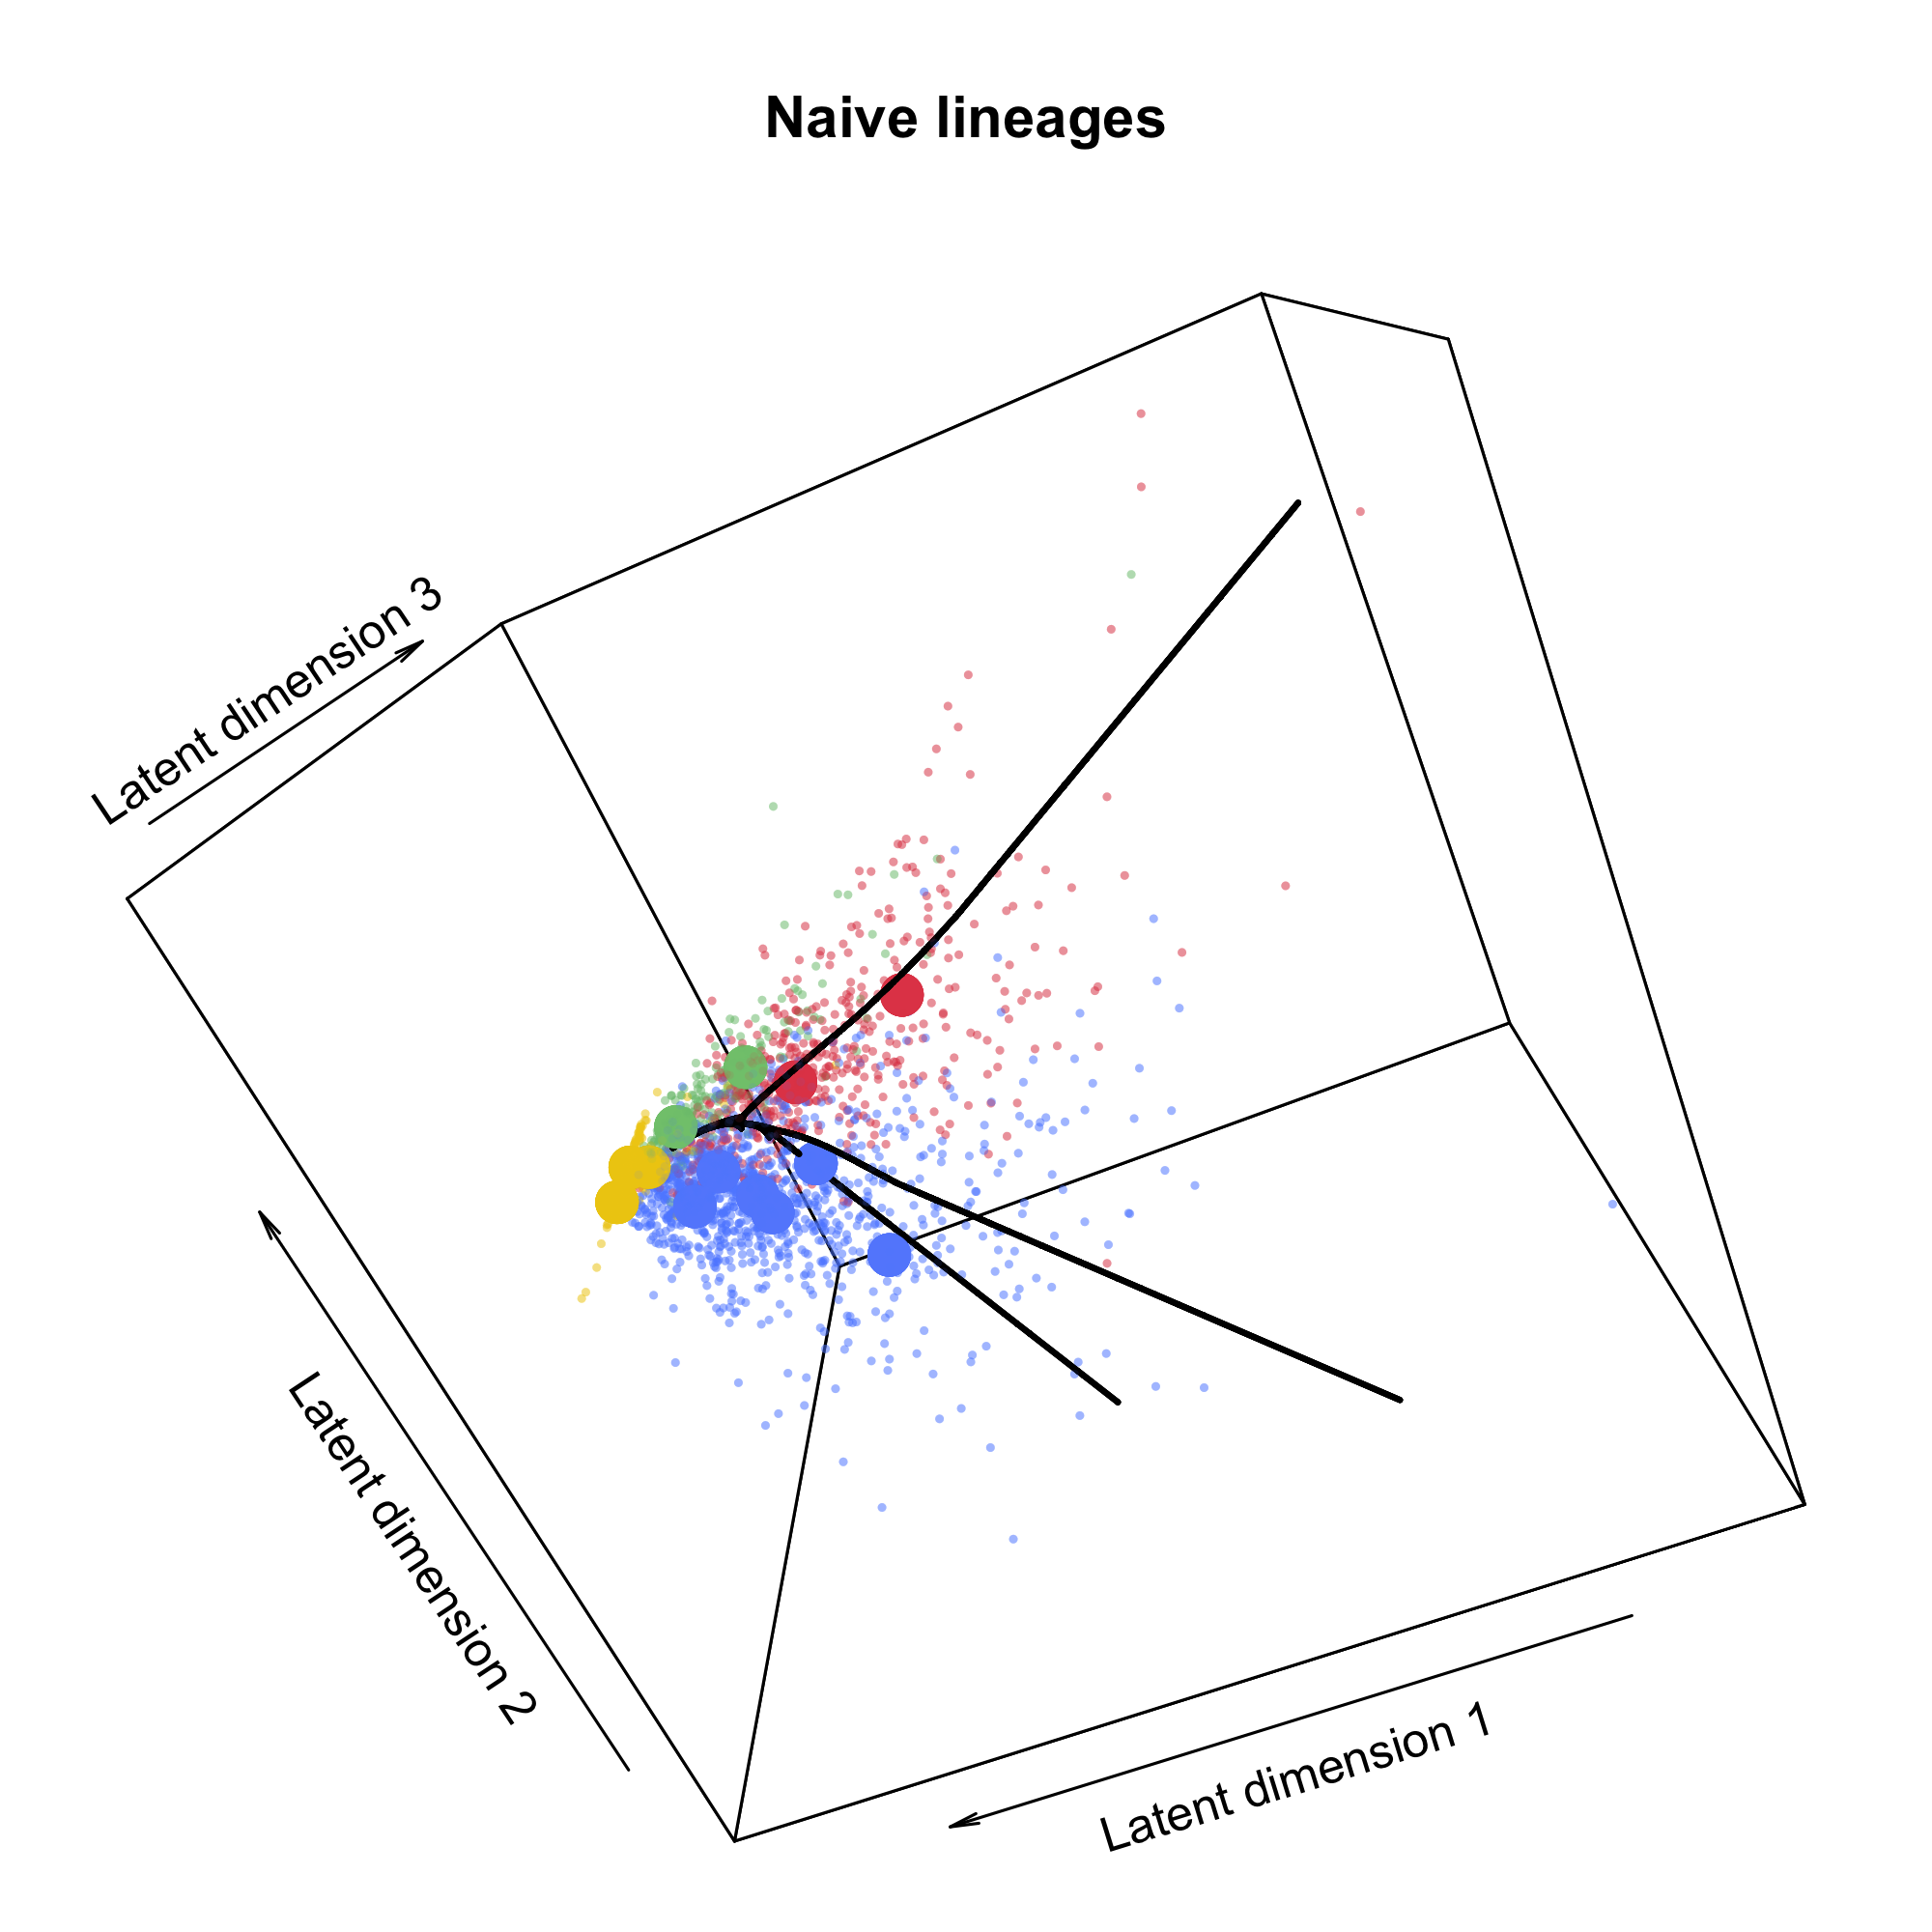 Naive lineages
Latent dimension 3
Latent dimension 2
Latent dimension 1